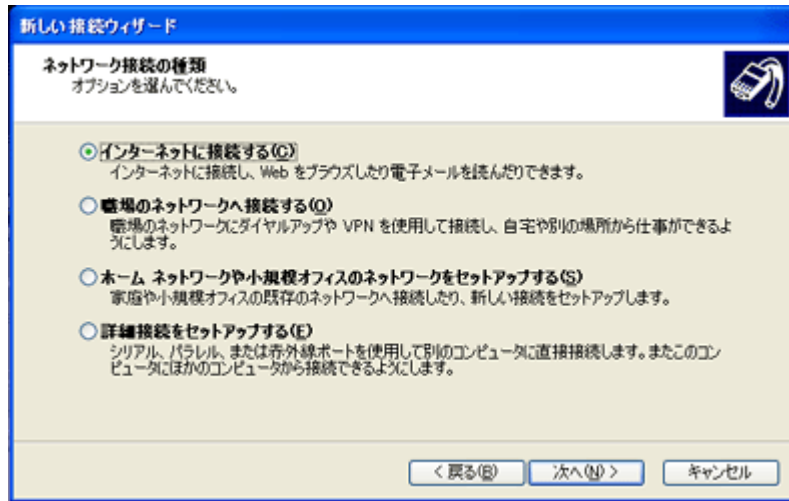 新しい接続ウィザード
ネットワーク接続の種類
オプションを選んでください。
インターネットに接続する(C)
インターネットに接続し、Web をブラウズしたり電子メールを読んだりできます。
職場のネットワークへ接続する(O)
職場のネットワークにダイヤルアップや VPN を使用して接続し、自宅や別の場所から仕事ができるよ
うにします。
ホーム ネットワークや小規模オフィスのネットワークをセットアップする(S)
家庭や小規模オフィスの既存のネットワークへ接続したり、新しい接続をセットアップします。
詳細接続をセットアップする(E)
シリアル、パラレル、または赤外線ポートを使用して別のコンピュータに直接接続します。またこのコン
ピュータにほかのコンピュータから接続できるようにします。
< 戻る(B) 次へ(N) > キャンセル